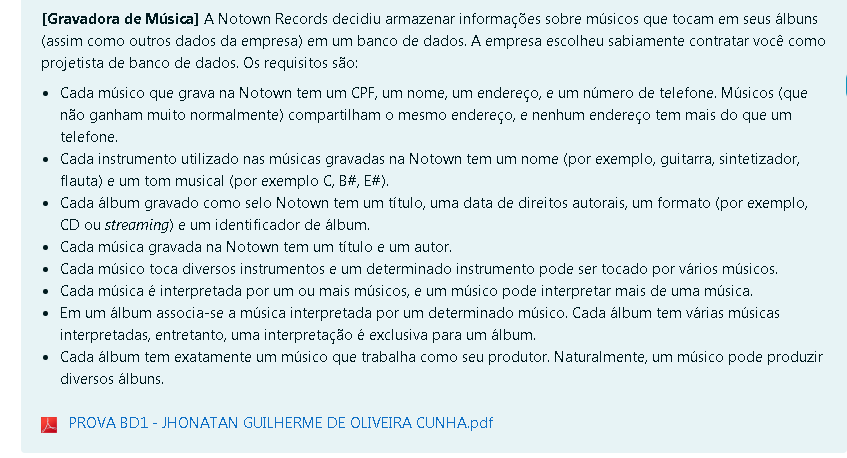 [Gravadora de Música] A Notown Records decidiu armazenar informações sobre músicos que tocam em seus álbuns
(assim como outros dados da empresa) em um banco de dados. A empresa escolheu sabiamente contratar você como
projetista de banco de dados. Os requisitos são:
• Cada músico que grava na Notown tem um CPF, um nome, um endereço, e um número de telefone. Músicos (que
não ganham muito normalmente) compartilham o mesmo endereço, e nenhum endereço tem mais do que um
telefone.
• Cada instrumento utilizado nas músicas gravadas na Notown tem um nome (por exemplo, guitarra, sintetizador,
flauta) e um tom musical (por exemplo C, B#, E#).
• Cada álbum gravado como selo Notown tem um título, uma data de direitos autorais, um formato (por exemplo,
CD ou streaming) e um identificador de álbum.
• Cada música gravada na Notown tem um título e um autor.
• Cada músico toca diversos instrumentos e um determinado instrumento pode ser tocado por vários músicos.
• Cada música é interpretada por um ou mais músicos, e um músico pode interpretar mais de uma música.
• Em um álbum associa-se a música interpretada por um determinado músico. Cada álbum tem várias músicas
interpretadas, entretanto, uma interpretação é exclusiva para um álbum.
• Cada álbum tem exatamente um músico que trabalha como seu produtor. Naturalmente, um músico pode produzir
diversos álbuns.
PROVA BD1 - JHONATAN GUILHERME DE OLIVEIRA CUNHA.pdf